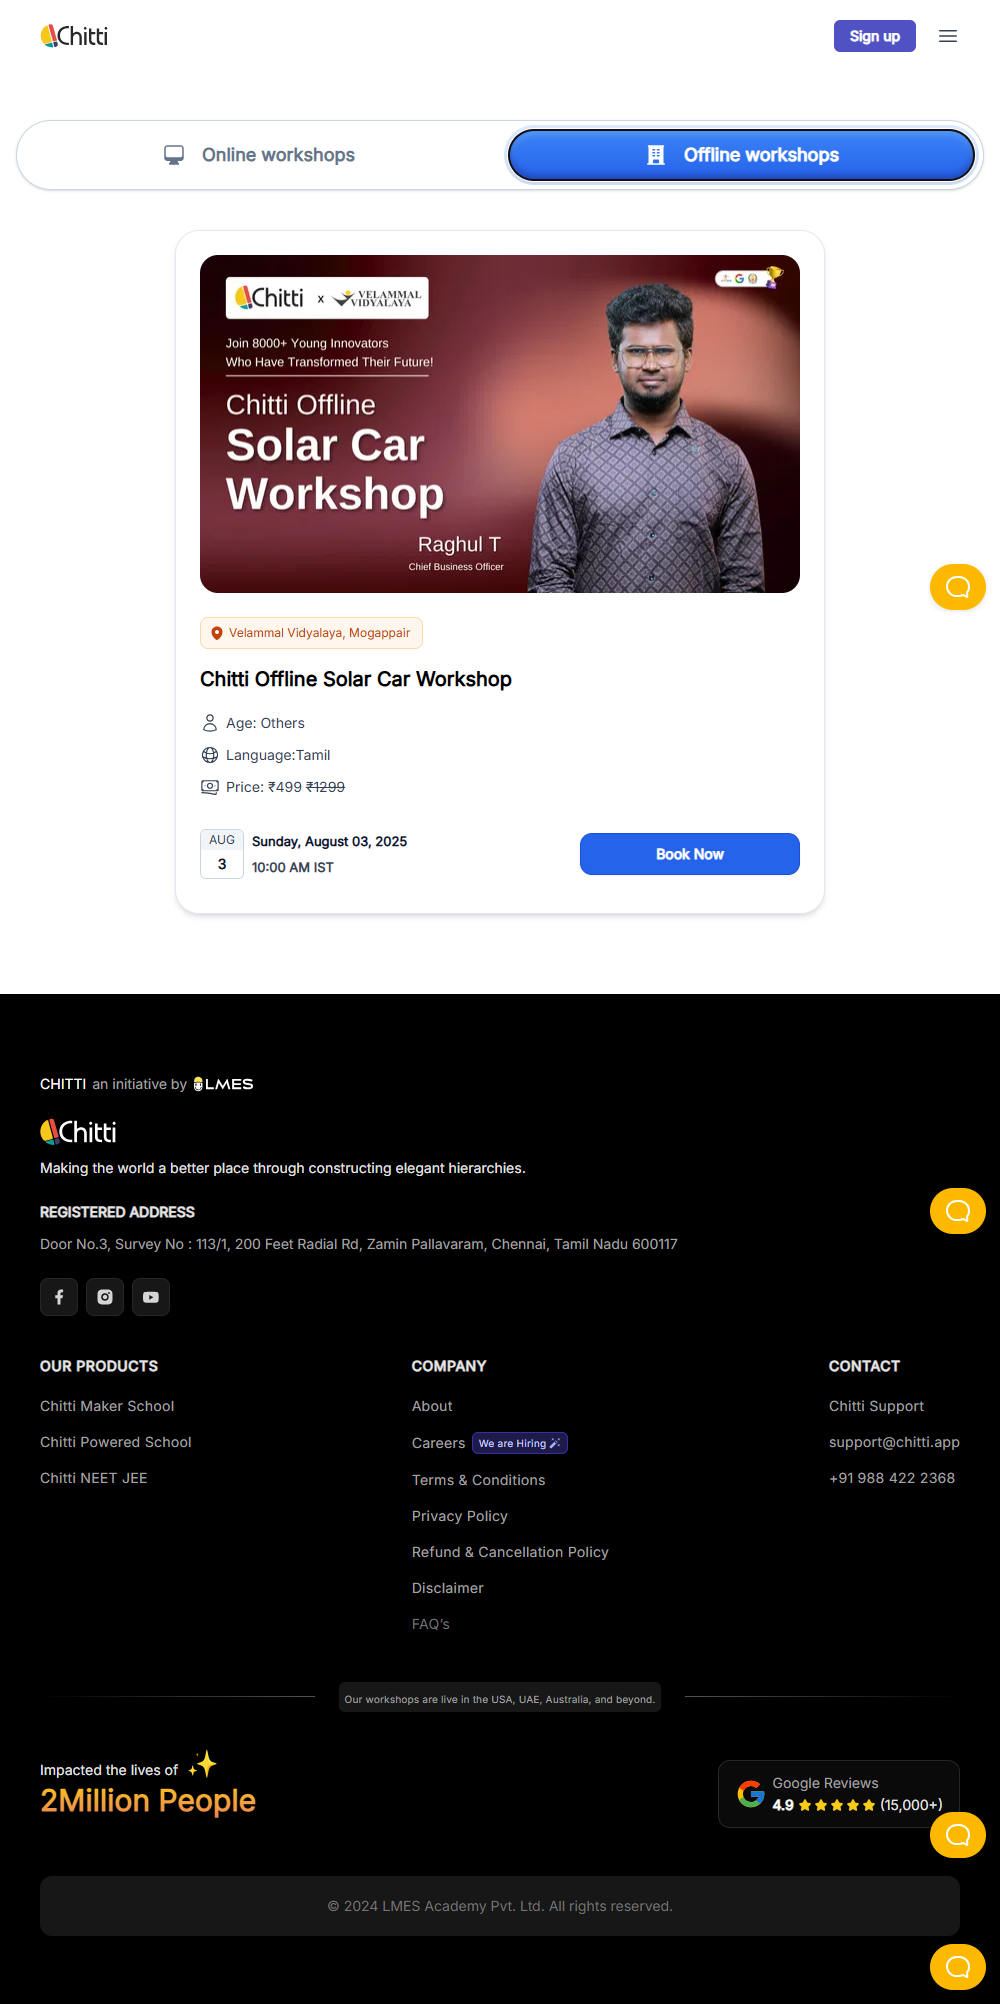 Chitti
Sign up
Online workshops
Offline workshops
Chitti x VELAMMAL VIDYALAYA
Join 8000+ Young Innovators
Who Have Transformed Their Future!
Chitti Offline
Solar Car
Workshop
Raghul T
Chief Business Officer
Velammal Vidyalaya, Mogappair
Chitti Offline Solar Car Workshop
Age: Others
Language:Tamil
Price: ₹499 ₹1299
AUG
3
Sunday, August 03, 2025
10:00 AM IST
Book Now
CHITTI an initiative by LMES
Chitti
Making the world a better place through constructing elegant hierarchies.
REGISTERED ADDRESS
Door No.3, Survey No : 113/1, 200 Feet Radial Rd, Zamin Pallavaram, Chennai, Tamil Nadu 600117
OUR PRODUCTS
Chitti Maker School
Chitti Powered School
Chitti NEET JEE
COMPANY
About
Careers We are Hiring
Terms & Conditions
Privacy Policy
Refund & Cancellation Policy
Disclaimer
FAQ’s
CONTACT
Chitti Support
support@chitti.app
+91 988 422 2368
Our workshops are live in the USA, UAE, Australia, and beyond.
Impacted the lives of
2Million People
Google Reviews
4.9 (15,000+)
© 2024 LMES Academy Pvt. Ltd. All rights reserved.